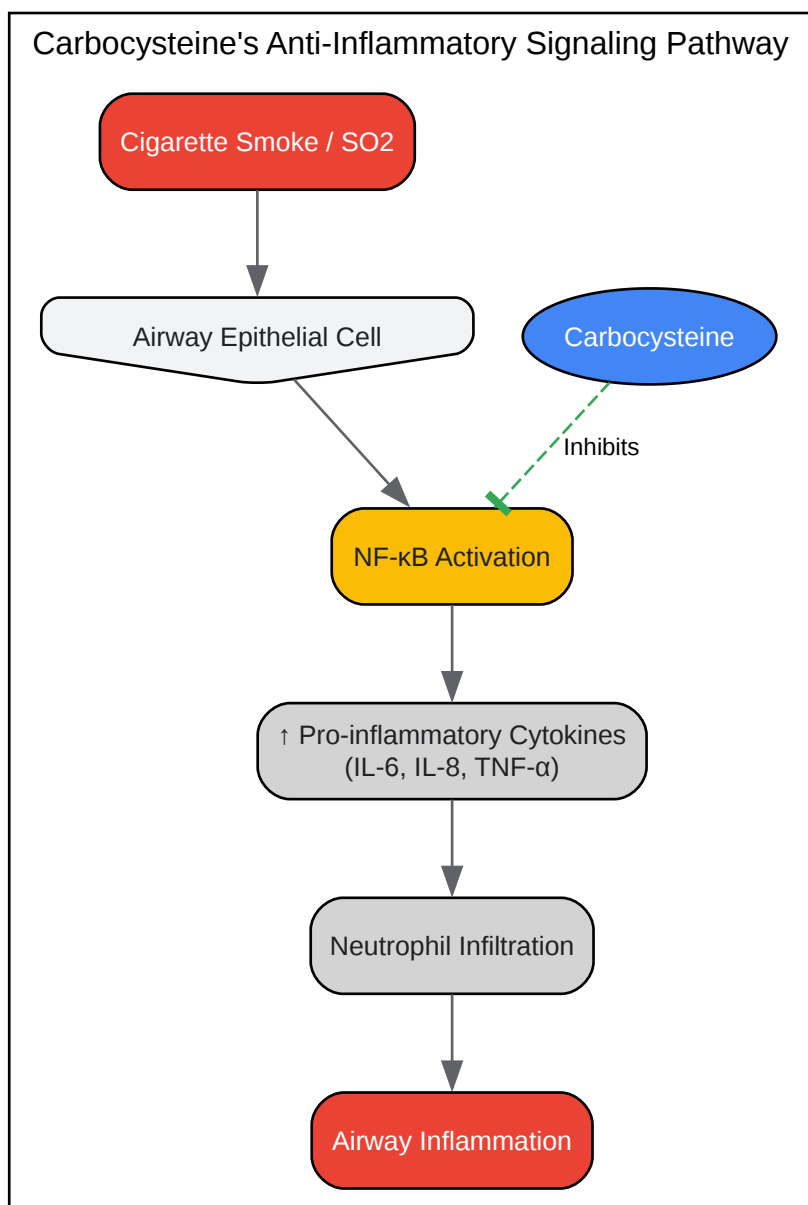 Carbocysteine's Anti-Inflammatory Signaling Pathway
Cigarette Smoke / SO2
Airway Epithelial Cell
Carbocysteine
Inhibits
NF-κB Activation
↑ Pro-inflammatory Cytokines
(IL-6, IL-8, TNF-α)
Neutrophil Infiltration
Airway Inflammation